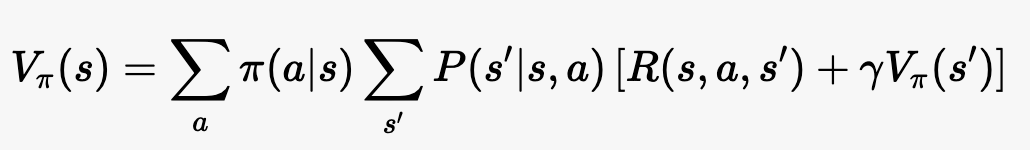 V_π(s) = ∑_a π(a|s) ∑_{s′} P(s′|s, a) [R(s, a, s′) + γV_π(s′)]